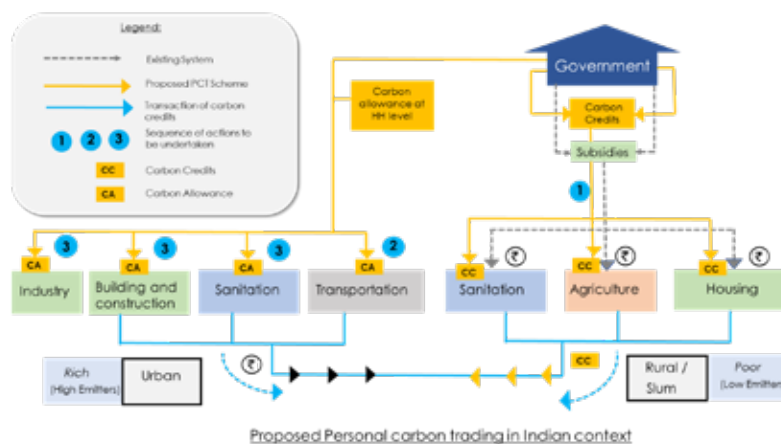 Legend:
Existing System
Proposed PCT Scheme
Transaction of carbon
credits
1 2 3
Sequence of actions to
be undertaken
CC
Carbon Credits
CA
Carbon Allowance
Government
Carbon
allowance at
HH level
Carbon
Credits
Subsidies
1
3
3
3
2
CA
CA
CA
CA
CC
CC
CC
₹
₹
₹
Industry
Building and
construction
Sanitation
Transportation
Sanitation
Agriculture
Housing
Rich
(High Emitters)
Urban
₹
CC
Rural /
Slum
Poor
(Low Emitters
Proposed Personal carbon trading in Indian context